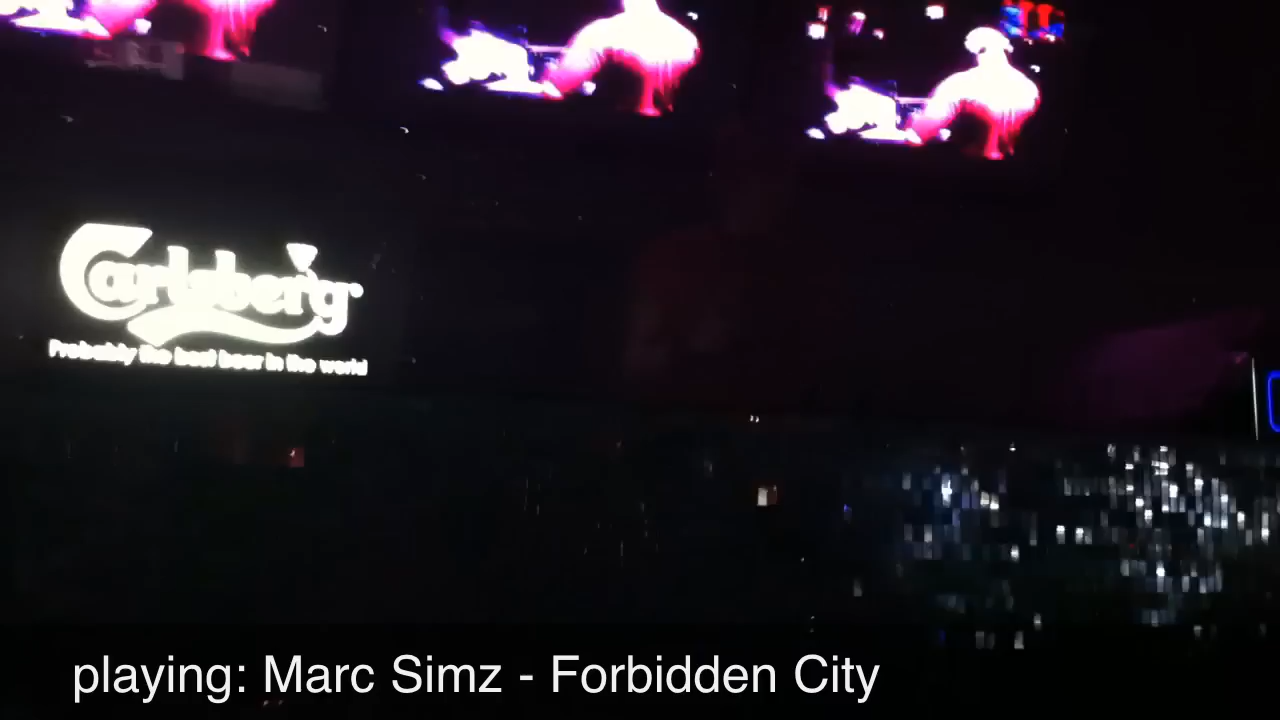 Carlsberg
Probably the best beer in the world
playing: Marc Simz - Forbidden City